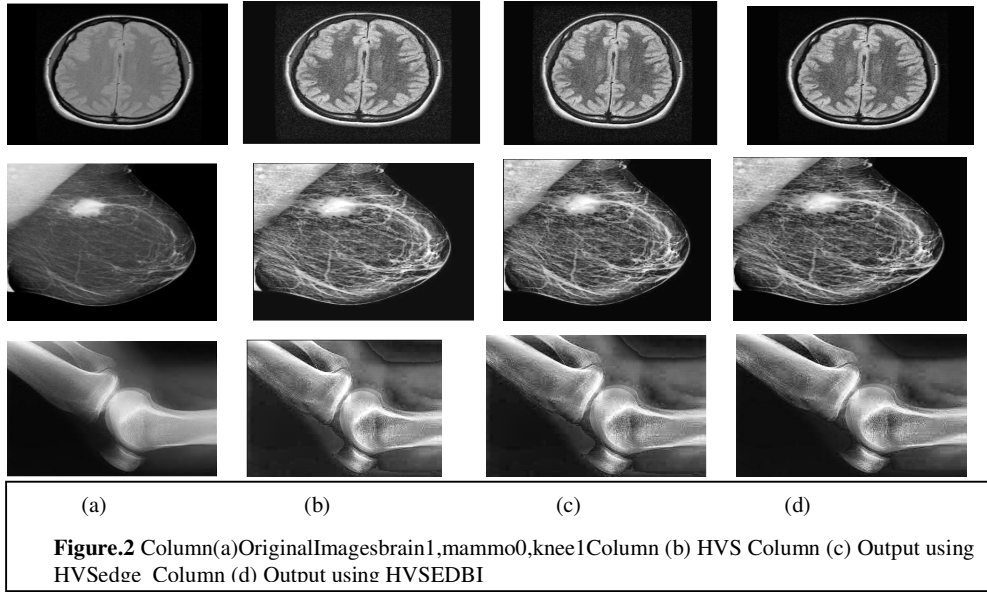 (a) (b) (c) (d)
Figure.2 Column(a)OriginalImagesbrain1,mammo0,knee1Column (b) HVS Column (c) Output using
HVSedge Column (d) Output using HVSEDBI